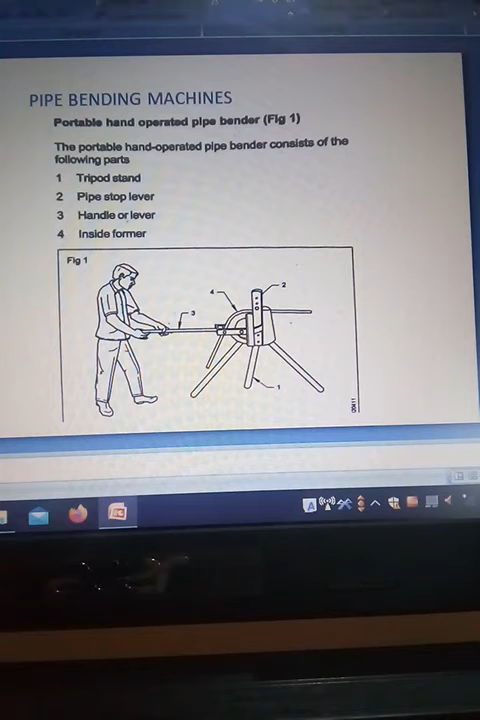 PIPE BENDING MACHINES
Portable hand operated pipe bender (Fig 1)
The portable hand-operated pipe bender consists of the
following parts
1 Tripod stand
2 Pipe stop lever
3 Handle or lever
4 Inside former
Fig 1
4
2
3
1
A